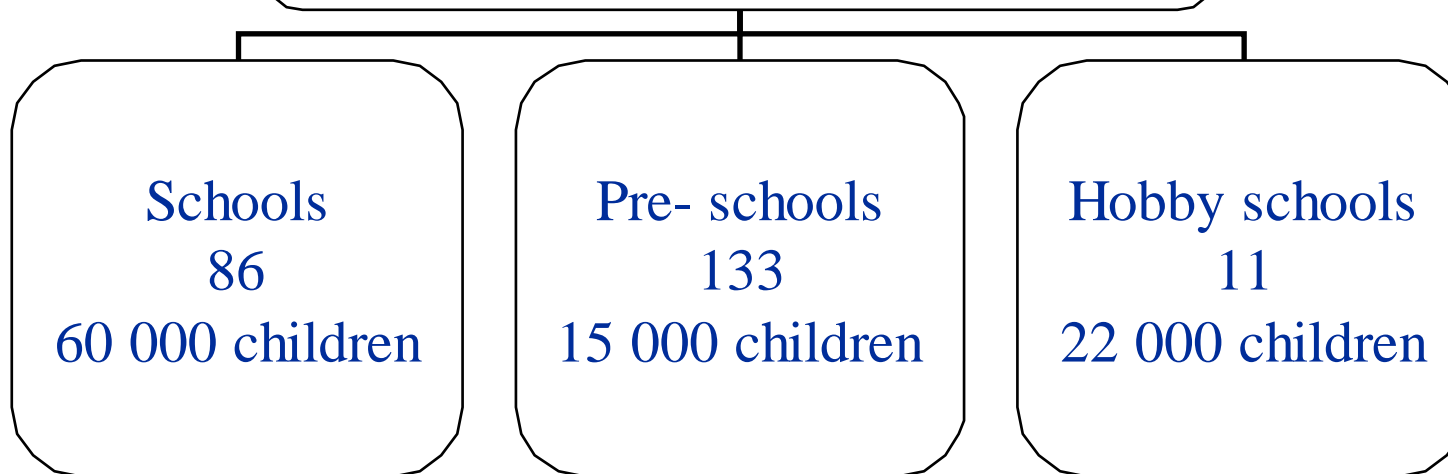 Schools
86
60 000 children
Pre- schools
133
15 000 children
Hobby schools
11
22 000 children